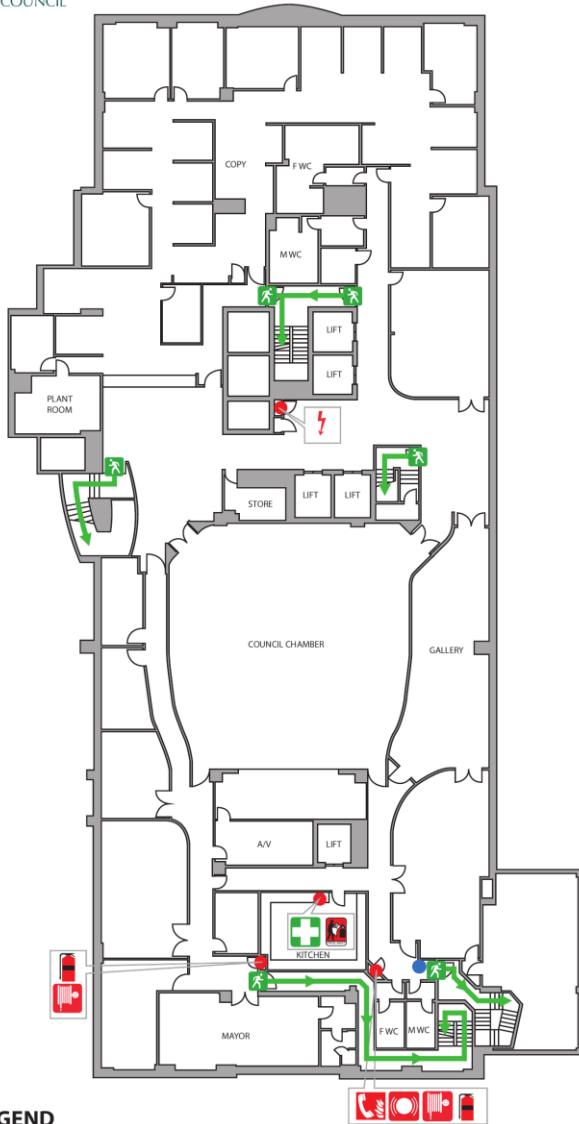 COUNCIL
COPY
F WC
M WC
LIFT
LIFT
PLANT
ROOM
STORE
LIFT
LIFT
COUNCIL CHAMBER
GALLERY
A/V
LIFT
KITCHEN
MAYOR
F WC
M WC
GEND